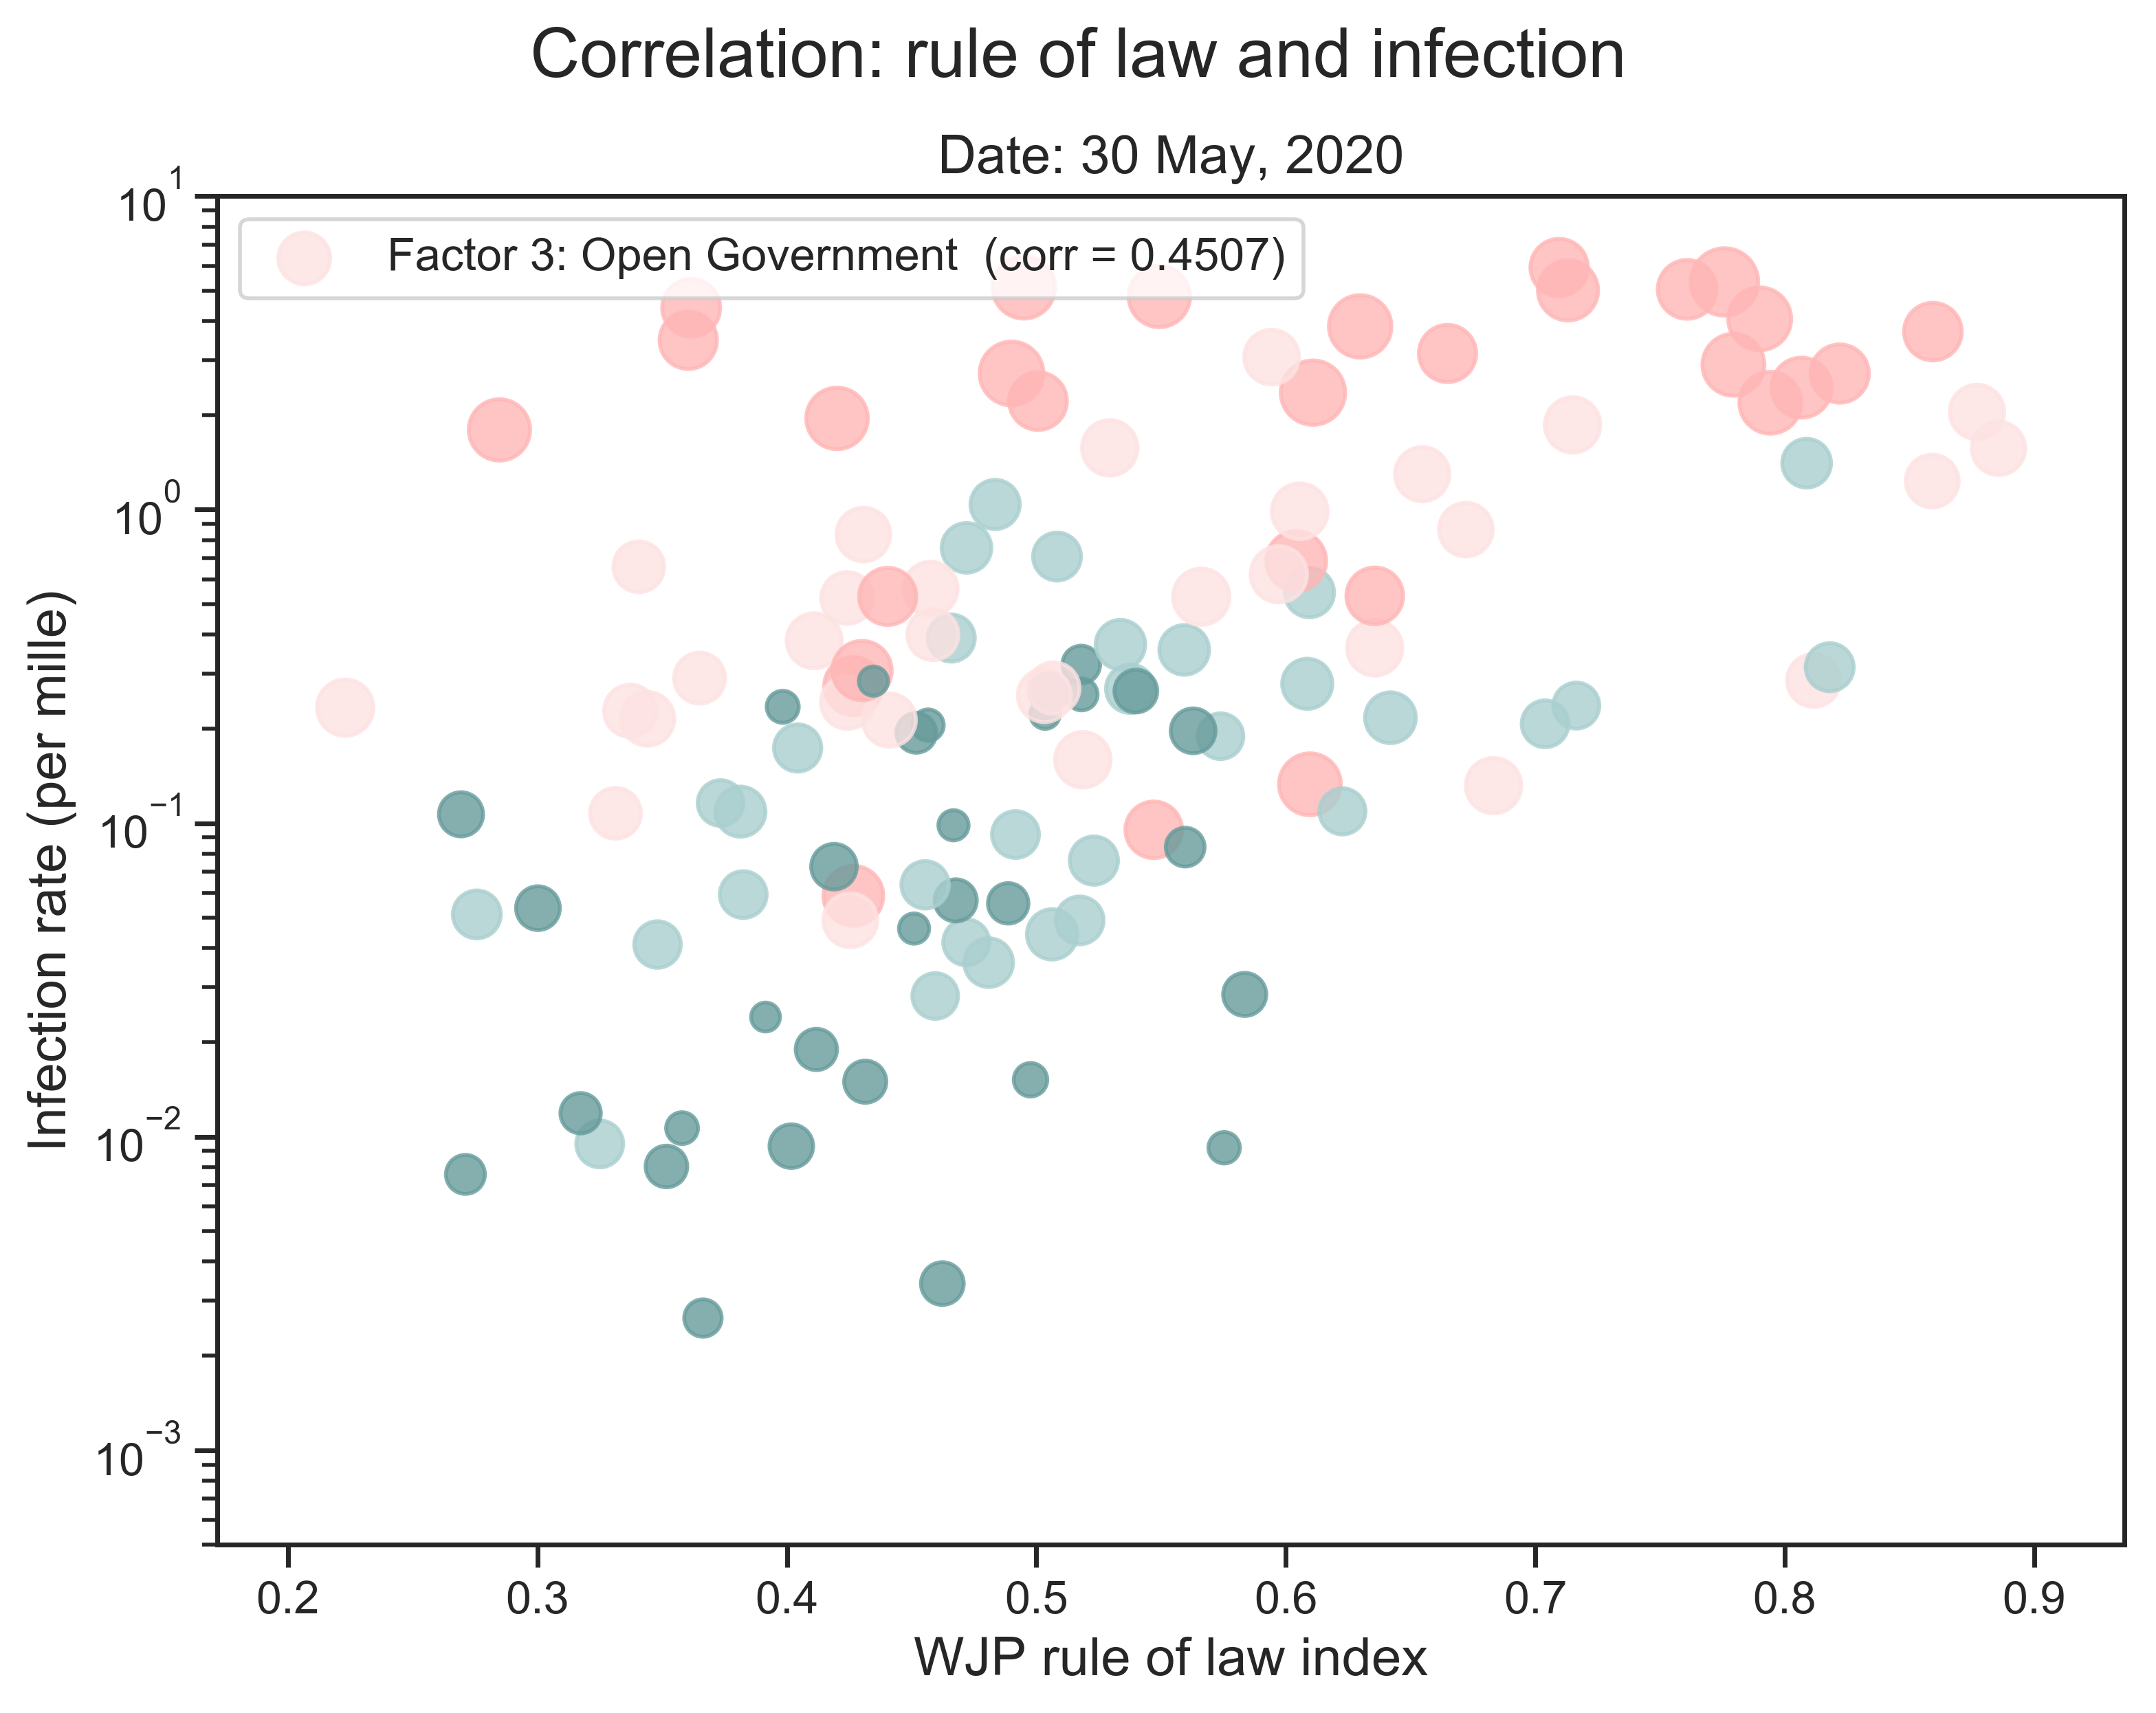 Correlation: rule of law and infection
Date: 30 May, 2020
Factor 3: Open Government (corr = 0.4507)
Infection rate (per mille)
10^1
10^0
10^−1
10^−2
10^−3
0.2 0.3 0.4 0.5 0.6 0.7 0.8 0.9
WJP rule of law index